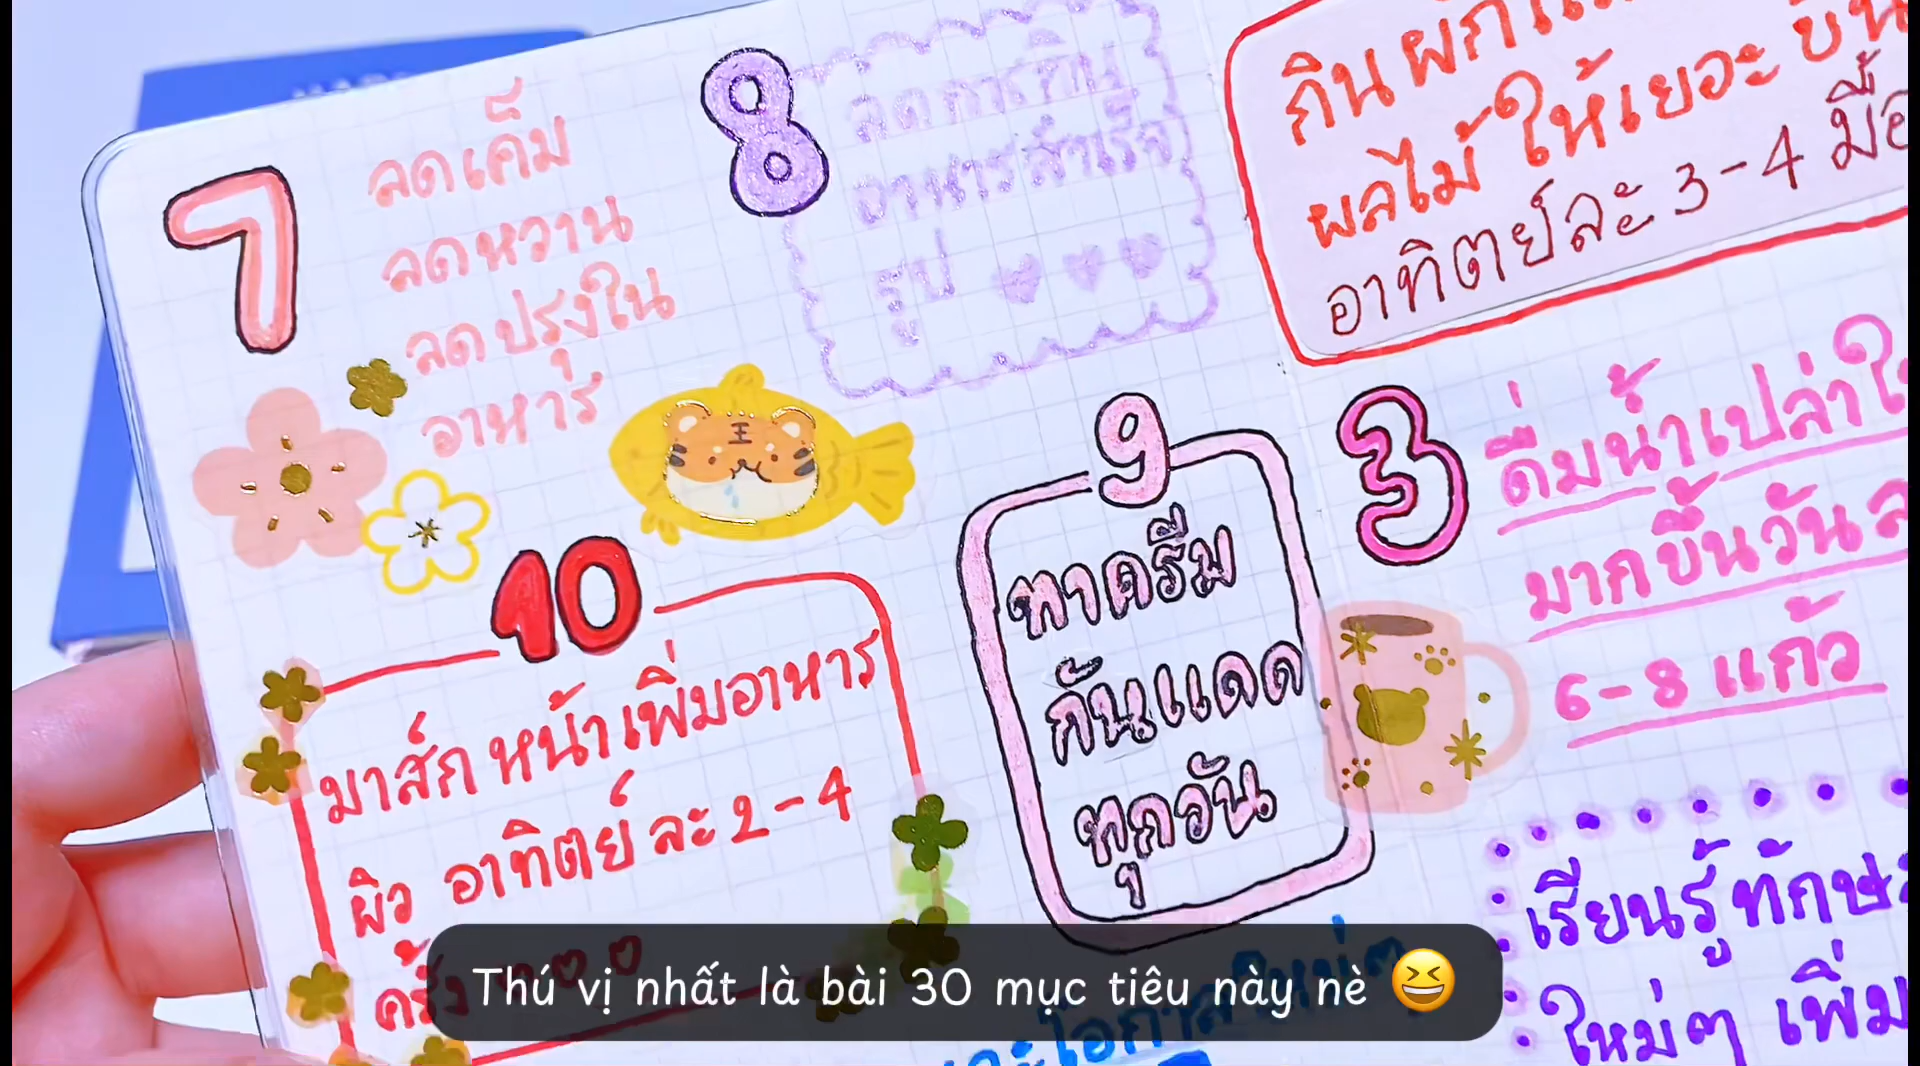 7
ลดเค็ม
ลดหวาน
ลดปรุงใน
อาหาร
8
ลดการกิน
อาหารสำเร็จ
รูป
กินผัก
ผลไม้ให้เยอะขึ้น
อาทิตย์ละ 3-4 มื้อ
9
ทาครีม
กันแดด
ทุกวัน
3
ดื่มน้ำเปล่าใ
มากขึ้นวันล
6-8 แก้ว
10
มาส์กหน้าเพิ่มอาหาร
ผิว อาทิตย์ละ 2-4
ครั้ง
เรียนรู้ทักษะ
ใหม่ๆ เพิ่ม
Thú vị nhất là bài 30 mục tiêu này nè 😆